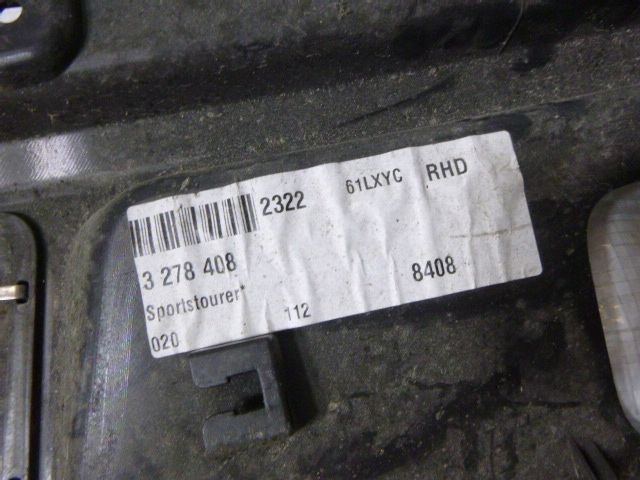 2322 61LXYC RHD
3 278 408 8408
Sportstourer*
020 112